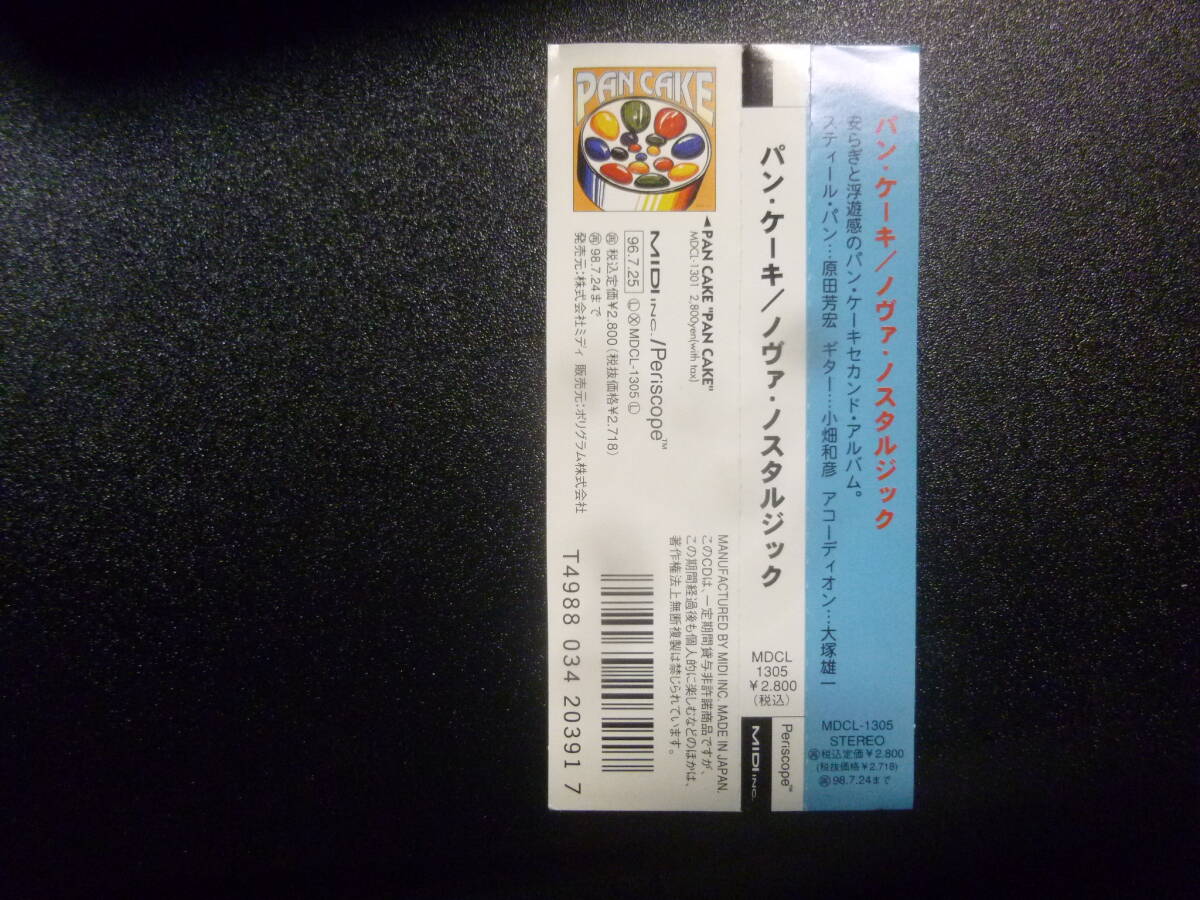 パン・ケーキ/ノヴァ・ノスタルジック
安らぎと浮遊感のパン・ケーキセカンド・アルバム。
スティール・パン…原田芳宏 ギター…小畑和彦 アコーディオン…大塚雄一
MDCL-1305
STEREO
㊢税込定価¥2.800
(税抜価格¥2.718)
㊢98.7.24まで
パン・ケーキ/ノヴァ・ノスタルジック
MDCL
1305
¥2.800
(税込)
Periscope™
MIDI INC.
PAN CAKE
◀PAN CAKE "PAN CAKE"
MDCL-1301 2,800yen(with tax)
MIDI INC./Periscope™
96.7.25 ⓁⓍMDCL-1305Ⓛ
㊢税込定価¥2.800(税抜価格¥2.718)
㊢98.7.24まで
発売元:株式会社ミディ 販売元:ポリグラム株式会社
MANUFACTURED BY MIDI INC. MADE IN JAPAN.
このCDは、一定期間貸与非許諾商品ですが、
この期間経過後も個人的に楽しむなどのほかは、
著作権法上無断複製は禁じられています。
T4988 034 20391 7